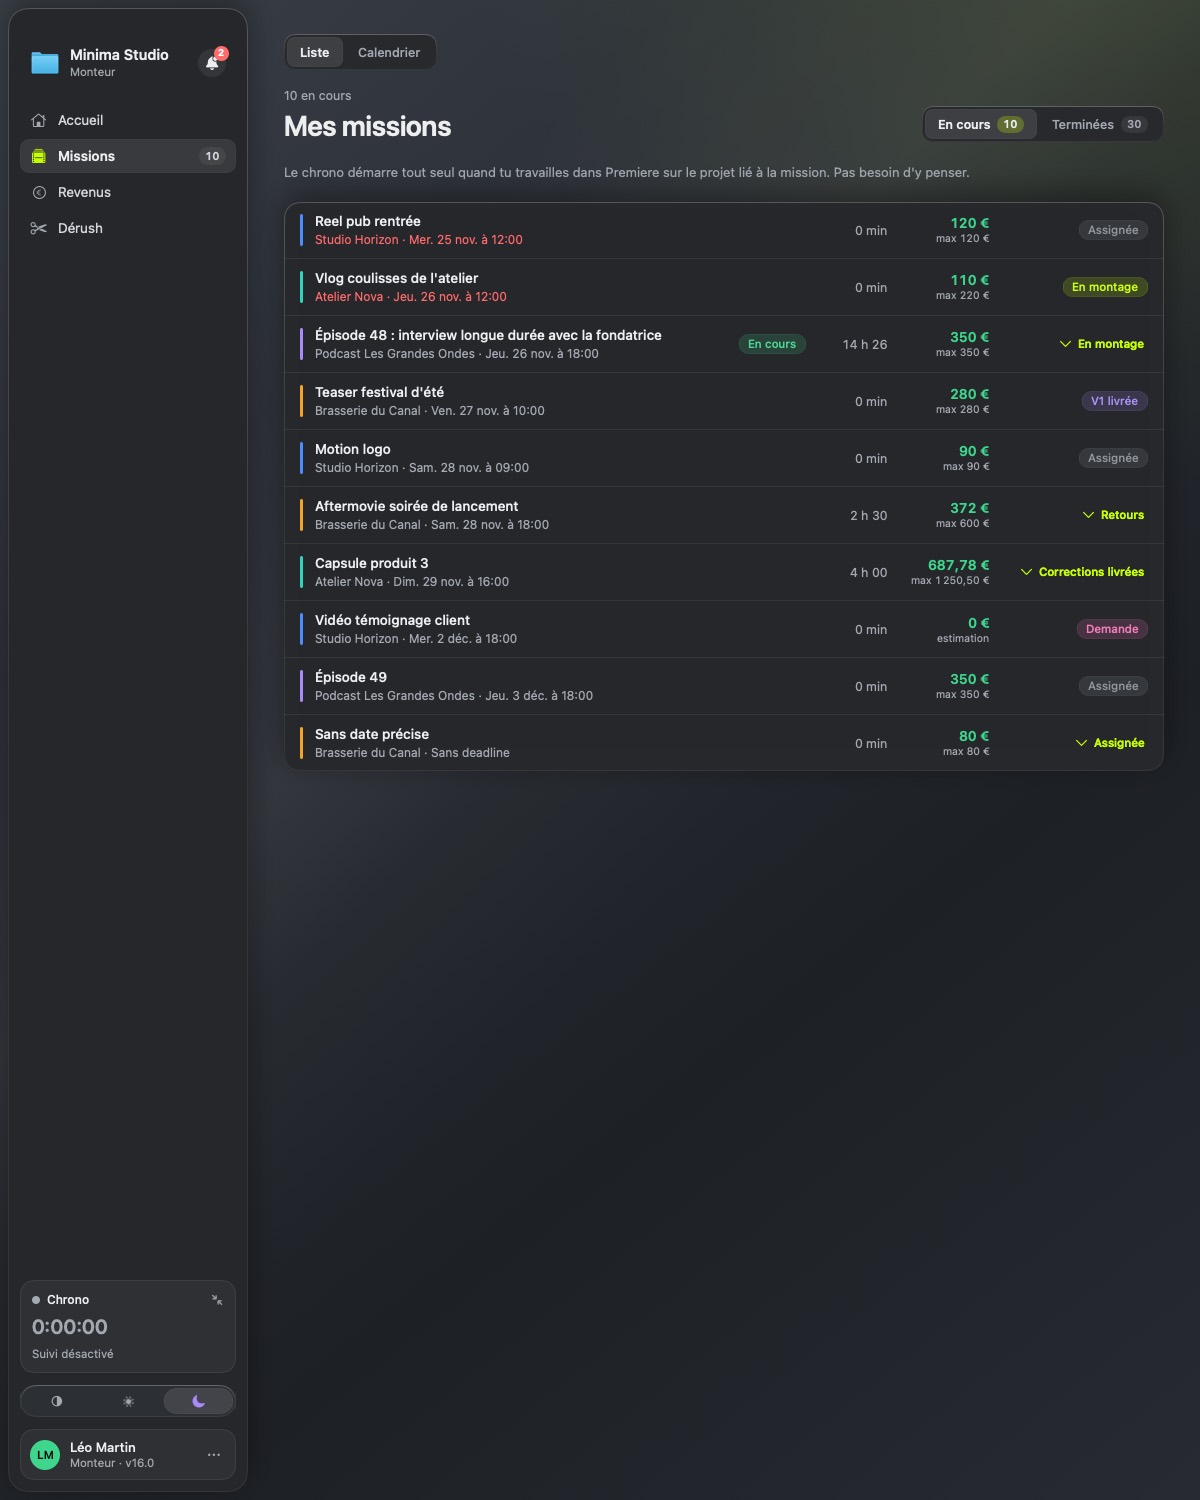 Minima Studio
2
Monteur
Accueil
Missions 10
Revenus
Dérush
Chrono
0:00:00
Suivi désactivé
LM
Léo Martin
Monteur · v16.0
Liste Calendrier
10 en cours
Mes missions
En cours 10 Terminées 30
Le chrono démarre tout seul quand tu travailles dans Premiere sur le projet lié à la mission. Pas besoin d'y penser.
Reel pub rentrée
Studio Horizon · Mer. 25 nov. à 12:00
0 min
120 €
max 120 €
Assignée
Vlog coulisses de l'atelier
Atelier Nova · Jeu. 26 nov. à 12:00
0 min
110 €
max 220 €
En montage
Épisode 48 : interview longue durée avec la fondatrice
Podcast Les Grandes Ondes · Jeu. 26 nov. à 18:00
En cours
14 h 26
350 €
max 350 €
En montage
Teaser festival d'été
Brasserie du Canal · Ven. 27 nov. à 10:00
0 min
280 €
max 280 €
V1 livrée
Motion logo
Studio Horizon · Sam. 28 nov. à 09:00
0 min
90 €
max 90 €
Assignée
Aftermovie soirée de lancement
Brasserie du Canal · Sam. 28 nov. à 18:00
2 h 30
372 €
max 600 €
Retours
Capsule produit 3
Atelier Nova · Dim. 29 nov. à 16:00
4 h 00
687,78 €
max 1 250,50 €
Corrections livrées
Vidéo témoignage client
Studio Horizon · Mer. 2 déc. à 18:00
0 min
0 €
estimation
Demande
Épisode 49
Podcast Les Grandes Ondes · Jeu. 3 déc. à 18:00
0 min
350 €
max 350 €
Assignée
Sans date précise
Brasserie du Canal · Sans deadline
0 min
80 €
max 80 €
Assignée